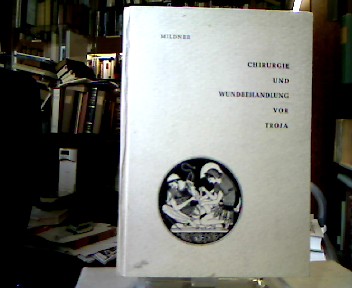 MILDNER
CHIRURGIE
UND
WUNDBEHANDLUNG
VOR
TROJA